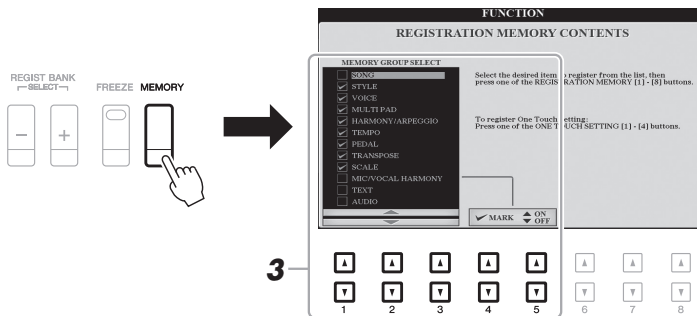 REGIST BANK
SELECT
FREEZE
MEMORY
FUNCTION
REGISTRATION MEMORY CONTENTS
MEMORY GROUP SELECT
SONG
STYLE
VOICE
MULTI PAD
HARMONY/ARPEGGIO
TEMPO
PEDAL
TRANSPOSE
SCALE
MIC/VOCAL HARMONY
TEXT
AUDIO
Select the desired item to register from the list, then
press one of the REGISTRATION MEMORY [1] - [8] buttons.
To register One Touch Setting:
Press one of the ONE TOUCH SETTING [1] - [4] buttons.
MARK
ON
OFF
3
1 2 3 4 5 6 7 8